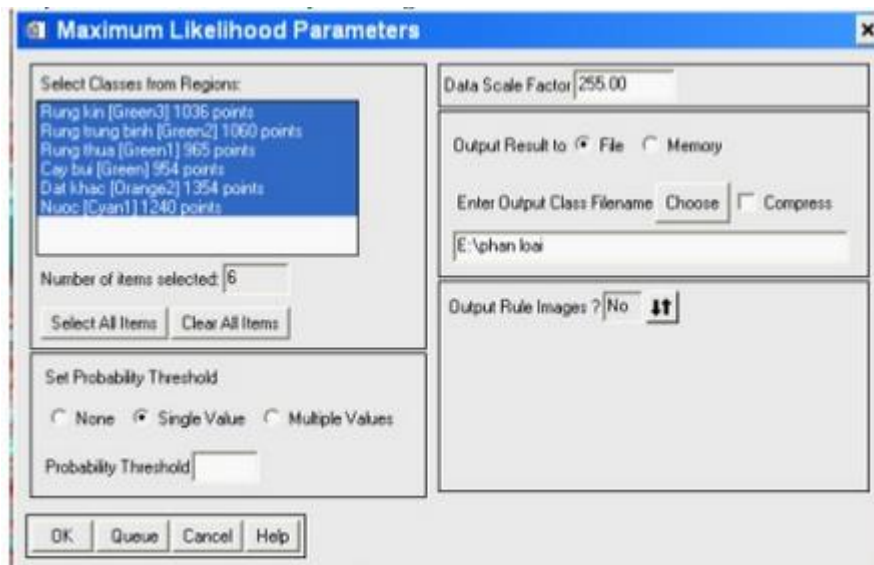 Maximum Likelihood Parameters
Select Classes from Regions:
Rung kin [Green3] 1036 points
Rung trung binh [Green2] 1060 points
Rung thua [Green1] 965 points
Cay bui [Green] 954 points
Dat khac [Orange2] 1354 points
Nuoc [Cyan1] 1240 points
Number of items selected: 6
Select All Items Clear All Items
Set Probability Threshold
None Single Value Multiple Values
Probability Threshold
OK Queue Cancel Help
Data Scale Factor 255.00
Output Result to File Memory
Enter Output Class Filename Choose Compress
E:\phan loai
Output Rule Images ? No